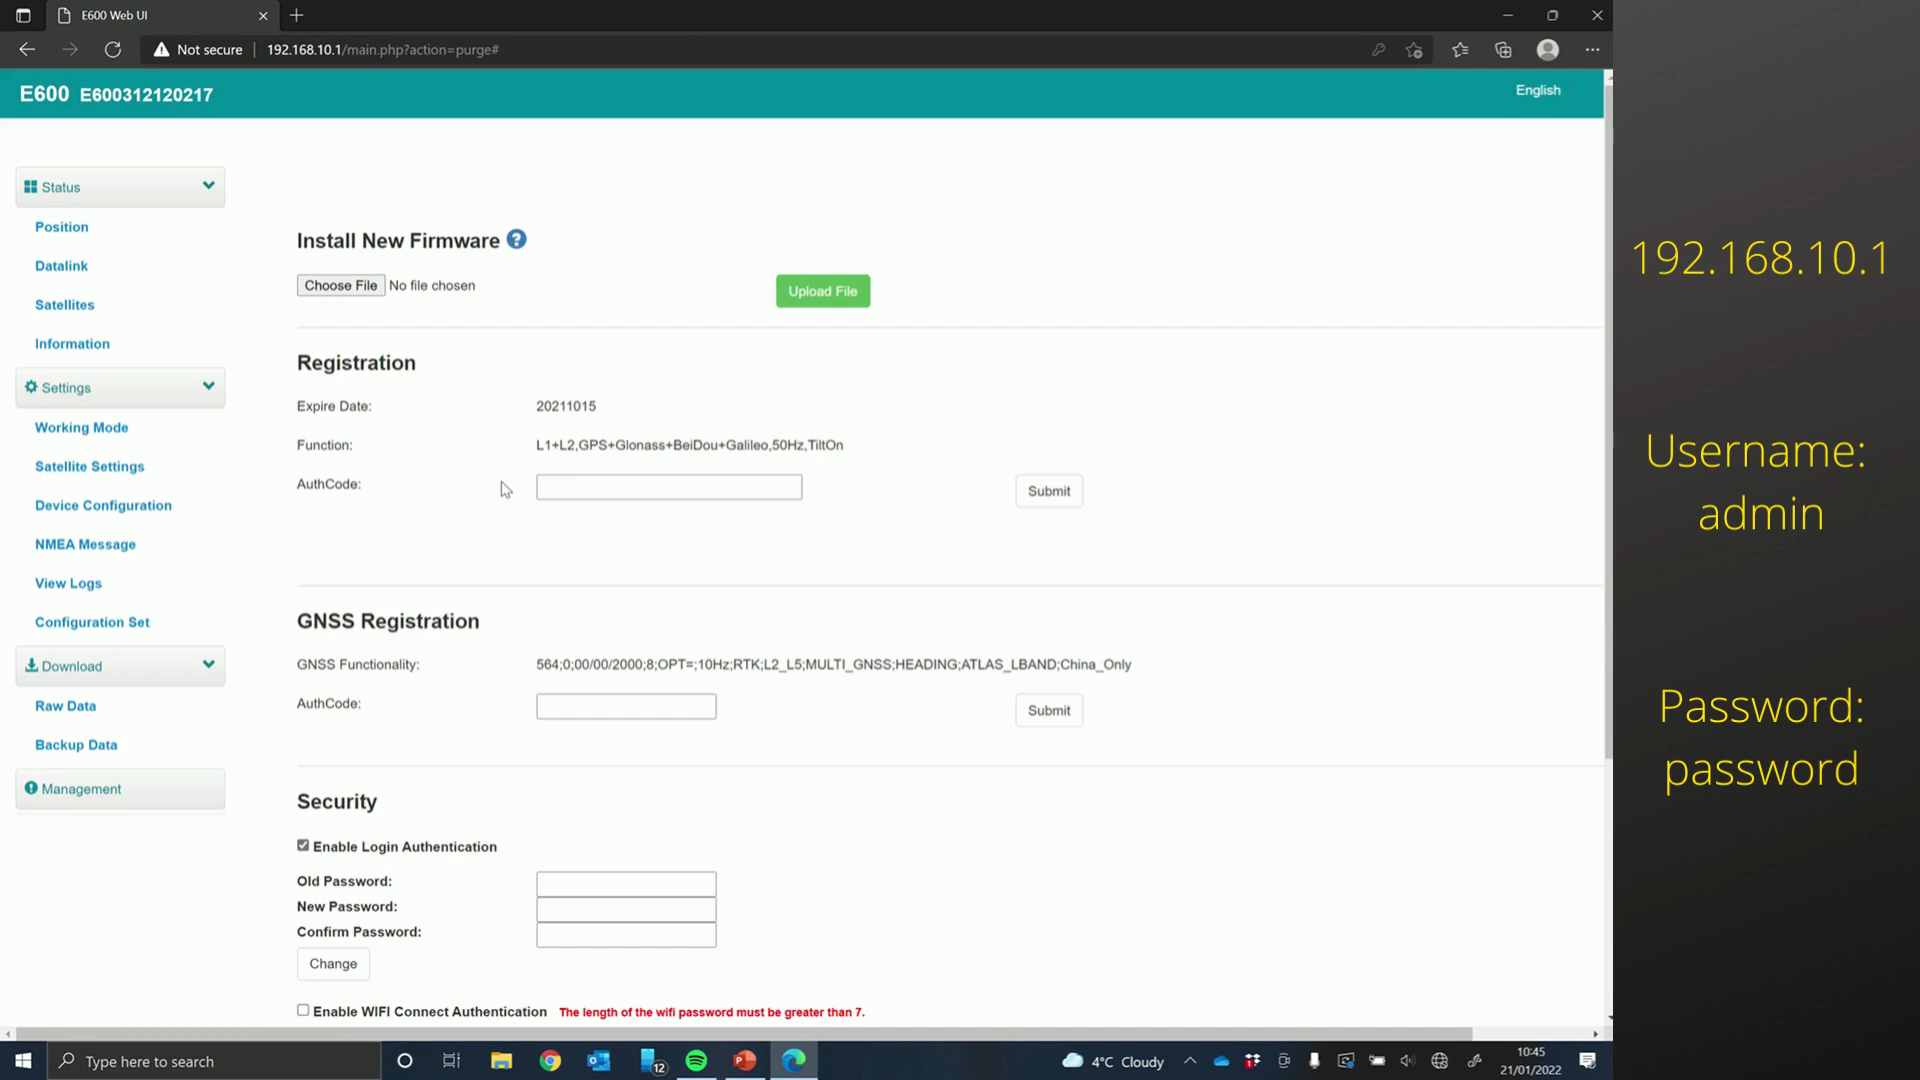 E600 Web UI
Not secure
192.168.10.1/main.php?action=purge#
E600 E600312120217
English
Status
Position
Datalink
Satellites
Information
Settings
Working Mode
Satellite Settings
Device Configuration
NMEA Message
View Logs
Configuration Set
Download
Raw Data
Backup Data
Management
Install New Firmware ?
Choose File No file chosen
Upload File
Registration
Expire Date: 20211015
Function: L1+L2,GPS+Glonass+BeiDou+Galileo,50Hz,TiltOn
AuthCode: Submit
GNSS Registration
GNSS Functionality: 564;0;00/00/2000;8;OPT=;10Hz;RTK;L2_L5;MULTI_GNSS;HEADING;ATLAS_LBAND;China_Only
AuthCode: Submit
Security
Enable Login Authentication
Old Password:
New Password:
Confirm Password:
Change
Enable WIFI Connect Authentication The length of the wifi password must be greater than 7.
192.168.10.1
Username:
admin
Password:
password
Type here to search
12
4°C Cloudy
10:45
21/01/2022